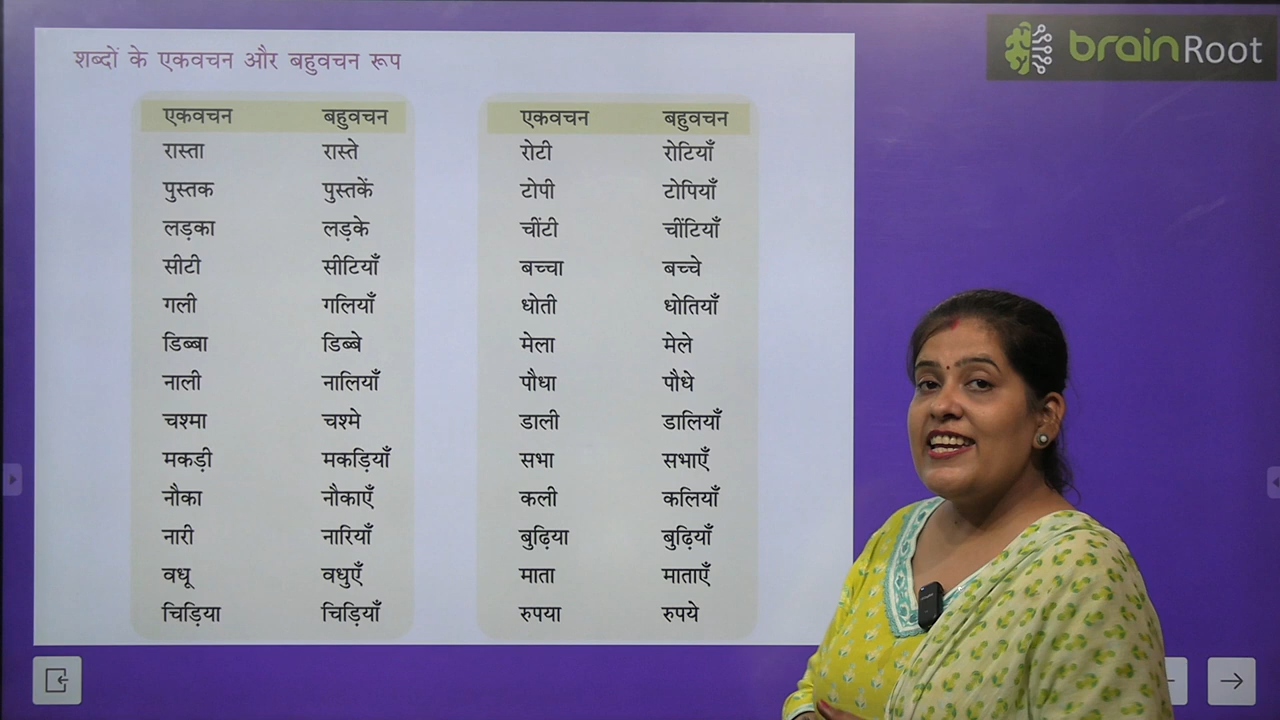 brainRoot
शब्दों के एकवचन और बहुवचन रूप
एकवचन बहुवचन
रास्ता रास्ते
पुस्तक पुस्तकें
लड़का लड़के
सीटी सीटियाँ
गली गलियाँ
डिब्बा डिब्बे
नाली नालियाँ
चश्मा चश्मे
मकड़ी मकड़ियाँ
नौका नौकाएँ
नारी नारियाँ
वधू वधुएँ
चिड़िया चिड़ियाँ
एकवचन बहुवचन
रोटी रोटियाँ
टोपी टोपियाँ
चींटी चींटियाँ
बच्चा बच्चे
धोती धोतियाँ
मेला मेले
पौधा पौधे
डाली डालियाँ
सभा सभाएँ
कली कलियाँ
बुढ़िया बुढ़ियाँ
माता माताएँ
रुपया रुपये